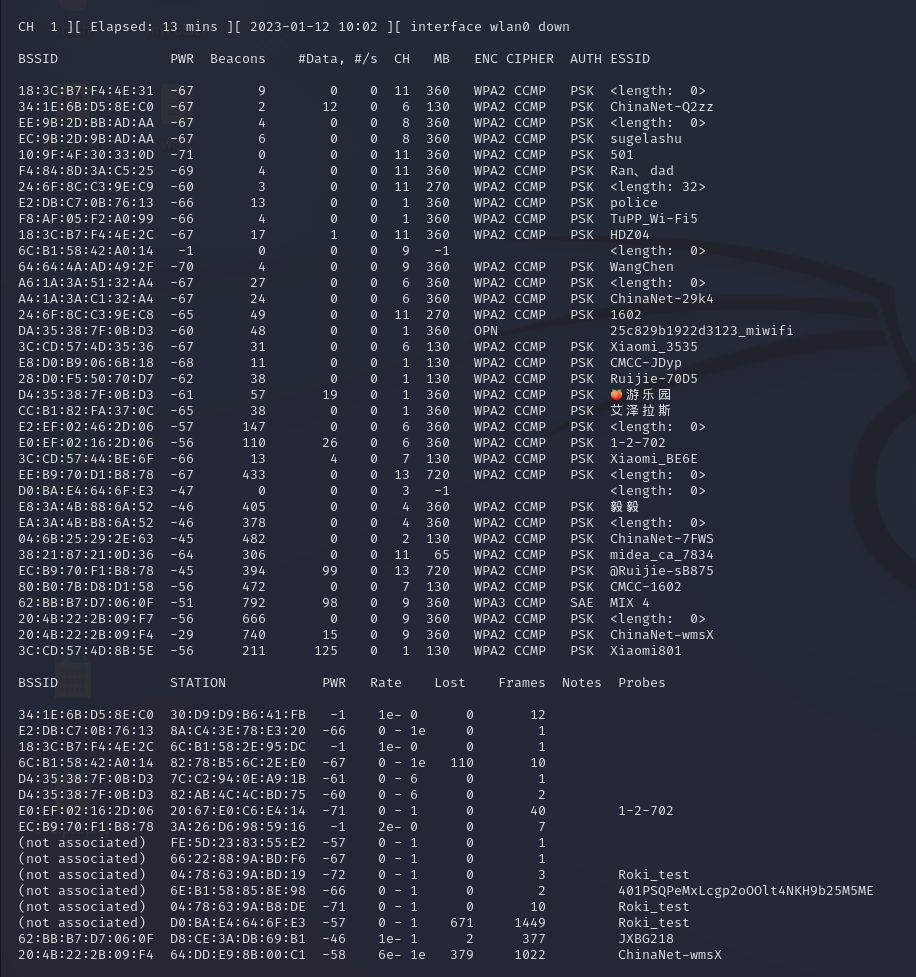 CH  1 ][ Elapsed: 13 mins ][ 2023-01-12 10:02 ][ interface wlan0 down
BSSID              PWR  Beacons    #Data, #/s  CH   MB   ENC CIPHER  AUTH ESSID
18:3C:B7:F4:4E:31  -67        9        0    0  11  360   WPA2 CCMP   PSK  <length:  0>
34:1E:6B:D5:8E:C0  -67        2       12    0   6  130   WPA2 CCMP   PSK  ChinaNet-Q2zz
EE:9B:2D:BB:AD:AA  -67        4        0    0   8  360   WPA2 CCMP   PSK  <length:  0>
EC:9B:2D:9B:AD:AA  -67        6        0    0   8  360   WPA2 CCMP   PSK  sugelashu
10:9F:4F:30:33:0D  -71        0        0    0  11  360   WPA2 CCMP   PSK  501
F4:84:8D:3A:C5:25  -69        4        0    0  11  360   WPA2 CCMP   PSK  Ran、dad
24:6F:8C:C3:9E:C9  -60        3        0    0  11  270   WPA2 CCMP   PSK  <length: 32>
E2:DB:C7:0B:76:13  -66       13        0    0   1  360   WPA2 CCMP   PSK  police
F8:AF:05:F2:A0:99  -66        4        0    0   1  360   WPA2 CCMP   PSK  TuPP_Wi-Fi5
18:3C:B7:F4:4E:2C  -67       17        1    0  11  360   WPA2 CCMP   PSK  HDZ04
6C:B1:58:42:A0:14   -1        0        0    0   9   -1                    <length:  0>
64:64:4A:AD:49:2F  -70        4        0    0   9  360   WPA2 CCMP   PSK  WangChen
A6:1A:3A:51:32:A4  -67       27        0    0   6  360   WPA2 CCMP   PSK  <length:  0>
A4:1A:3A:C1:32:A4  -67       24        0    0   6  360   WPA2 CCMP   PSK  ChinaNet-29k4
24:6F:8C:C3:9E:C8  -65       49        0    0  11  270   WPA2 CCMP   PSK  1602
DA:35:38:7F:0B:D3  -60       48        0    0   1  360   OPN              25c829b1922d3123_miwifi
3C:CD:57:4D:35:36  -67       31        0    0   6  130   WPA2 CCMP   PSK  Xiaomi_3535
E8:D0:B9:06:6B:18  -68       11        0    0   1  130   WPA2 CCMP   PSK  CMCC-JDyp
28:D0:F5:50:70:D7  -62       38        0    0   1  130   WPA2 CCMP   PSK  Ruijie-70D5
D4:35:38:7F:0B:D3  -61       57       19    0   1  360   WPA2 CCMP   PSK  🍑游乐园
CC:B1:82:FA:37:0C  -65       38        0    0   1  360   WPA2 CCMP   PSK  艾泽拉斯
E2:EF:02:46:2D:06  -57      147        0    0   6  360   WPA2 CCMP   PSK  <length:  0>
E0:EF:02:16:2D:06  -56      110       26    0   6  360   WPA2 CCMP   PSK  1-2-702
3C:CD:57:44:BE:6F  -66       13        4    0   7  130   WPA2 CCMP   PSK  Xiaomi_BE6E
EE:B9:70:D1:B8:78  -67      433        0    0  13  720   WPA2 CCMP   PSK  <length:  0>
D0:BA:E4:64:6F:E3  -47        0        0    0   3   -1                    <length:  0>
E8:3A:4B:88:6A:52  -46      405        0    0   4  360   WPA2 CCMP   PSK  毅毅
EA:3A:4B:B8:6A:52  -46      378        0    0   4  360   WPA2 CCMP   PSK  <length:  0>
04:6B:25:29:2E:63  -45      482        0    0   2  130   WPA2 CCMP   PSK  ChinaNet-7FWS
38:21:87:21:0D:36  -64      306        0    0  11   65   WPA2 CCMP   PSK  midea_ca_7834
EC:B9:70:F1:B8:78  -45      394       99    0  13  720   WPA2 CCMP   PSK  @Ruijie-sB875
80:B0:7B:D8:D1:58  -56      472        0    0   7  130   WPA2 CCMP   PSK  CMCC-1602
62:BB:B7:D7:06:0F  -51      792       98    0   9  360   WPA3 CCMP   SAE  MIX 4
20:4B:22:2B:09:F7  -56      666        0    0   9  360   WPA2 CCMP   PSK  <length:  0>
20:4B:22:2B:09:F4  -29      740       15    0   9  360   WPA2 CCMP   PSK  ChinaNet-wmsX
3C:CD:57:4D:8B:5E  -56      211      125    0   1  130   WPA2 CCMP   PSK  Xiaomi801
BSSID              STATION            PWR   Rate    Lost    Frames  Notes  Probes
34:1E:6B:D5:8E:C0  30:D9:D9:B6:41:FB   -1    1e- 0      0       12
E2:DB:C7:0B:76:13  8A:C4:3E:78:E3:20  -66    0 - 1e     0        1
18:3C:B7:F4:4E:2C  6C:B1:58:2E:95:DC   -1    1e- 0      0        1
6C:B1:58:42:A0:14  82:78:B5:6C:2E:E0  -67    0 - 1e   110       10
D4:35:38:7F:0B:D3  7C:C2:94:0E:A9:1B  -61    0 - 6      0        1
D4:35:38:7F:0B:D3  82:AB:4C:4C:BD:75  -60    0 - 6      0        2
E0:EF:02:16:2D:06  20:67:E0:C6:E4:14  -71    0 - 1      0       40         1-2-702
EC:B9:70:F1:B8:78  3A:26:D6:98:59:16   -1    2e- 0      0        7
(not associated)   FE:5D:23:83:55:E2  -57    0 - 1      0        1
(not associated)   66:22:88:9A:BD:F6  -67    0 - 1      0        1
(not associated)   04:78:63:9A:BD:19  -72    0 - 1      0        3         Roki_test
(not associated)   6E:B1:58:85:8E:98  -66    0 - 1      0        2         401PSQPeMxLcgp2oOOlt4NKH9b25M5ME
(not associated)   04:78:63:9A:B8:DE  -71    0 - 1      0       10         Roki_test
(not associated)   D0:BA:E4:64:6F:E3  -57    0 - 1    671     1449         Roki_test
62:BB:B7:D7:06:0F  D8:CE:3A:DB:69:B1  -46    1e- 1      2      377         JXBG218
20:4B:22:2B:09:F4  64:DD:E9:8B:00:C1  -58    6e- 1e   379     1022         ChinaNet-wmsX